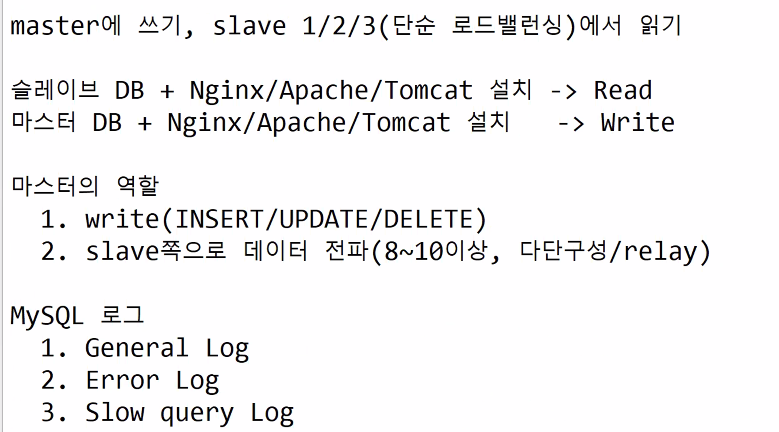 master에 쓰기, slave 1/2/3(단순 로드밸런싱)에서 읽기
슬레이브 DB + Nginx/Apache/Tomcat 설치 -> Read
마스터 DB + Nginx/Apache/Tomcat 설치 -> Write
마스터의 역할
1. write(INSERT/UPDATE/DELETE)
2. slave쪽으로 데이터 전파(8~10이상, 다단구성/relay)
MySQL 로그
1. General Log
2. Error Log
3. Slow query Log